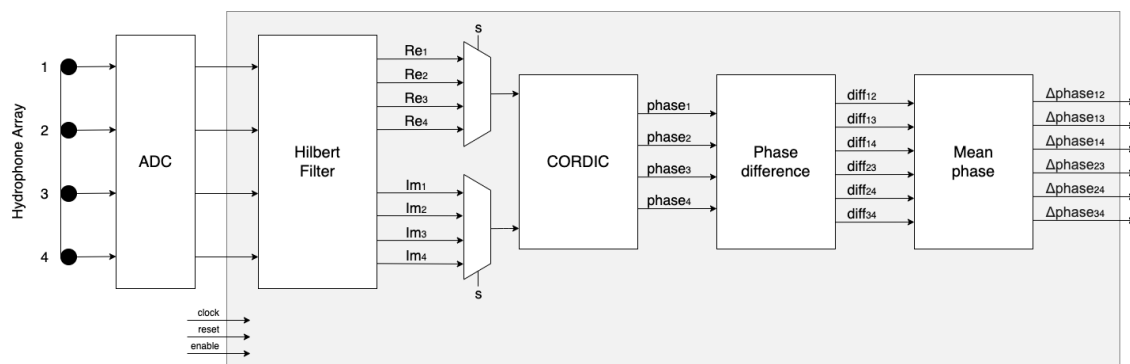 Hydrophone Array
1
2
3
4
ADC
Hilbert
Filter
Re1
Re2
Re3
Re4
Im1
Im2
Im3
Im4
s
s
CORDIC
phase1
phase2
phase3
phase4
Phase
difference
diff12
diff13
diff14
diff23
diff24
diff34
Mean
phase
Δphase12
Δphase13
Δphase14
Δphase23
Δphase24
Δphase34
clock
reset
enable